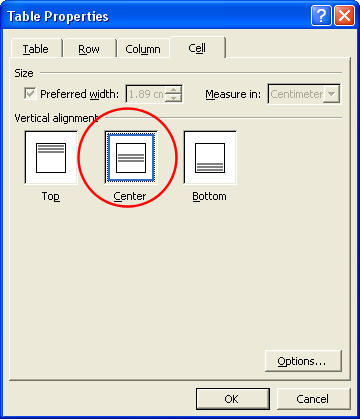 Table Properties
?
Table Row Column Cell
Size
Preferred width: 1.89 cm Measure in: Centimeter
Vertical alignment
Top Center Bottom
Options...
OK Cancel